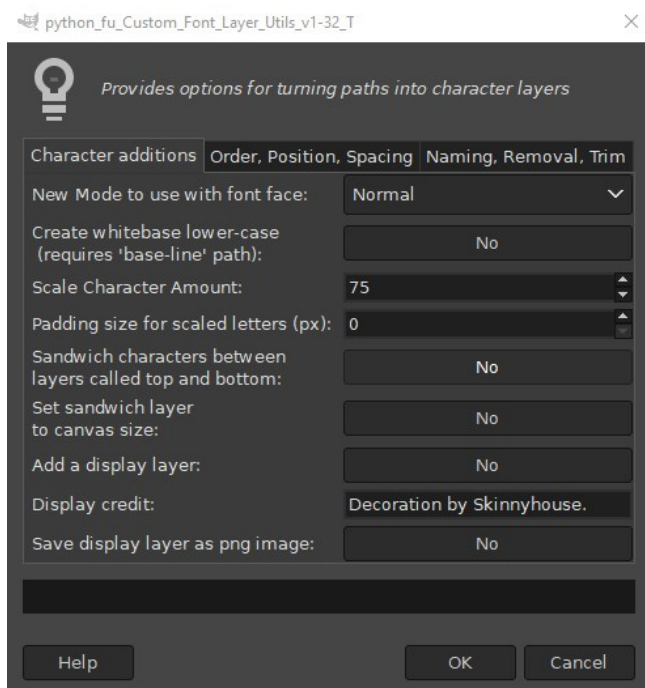 python_fu_Custom_Font_Layer_Utils_v1-32_T
Provides options for turning paths into character layers
Character additions Order, Position, Spacing Naming, Removal, Trim
New Mode to use with font face: Normal
Create whitebase lower-case
(requires 'base-line' path): No
Scale Character Amount: 75
Padding size for scaled letters (px): 0
Sandwich characters between
layers called top and bottom: No
Set sandwich layer
to canvas size: No
Add a display layer: No
Display credit: Decoration by Skinnyhouse.
Save display layer as png image: No
Help OK Cancel